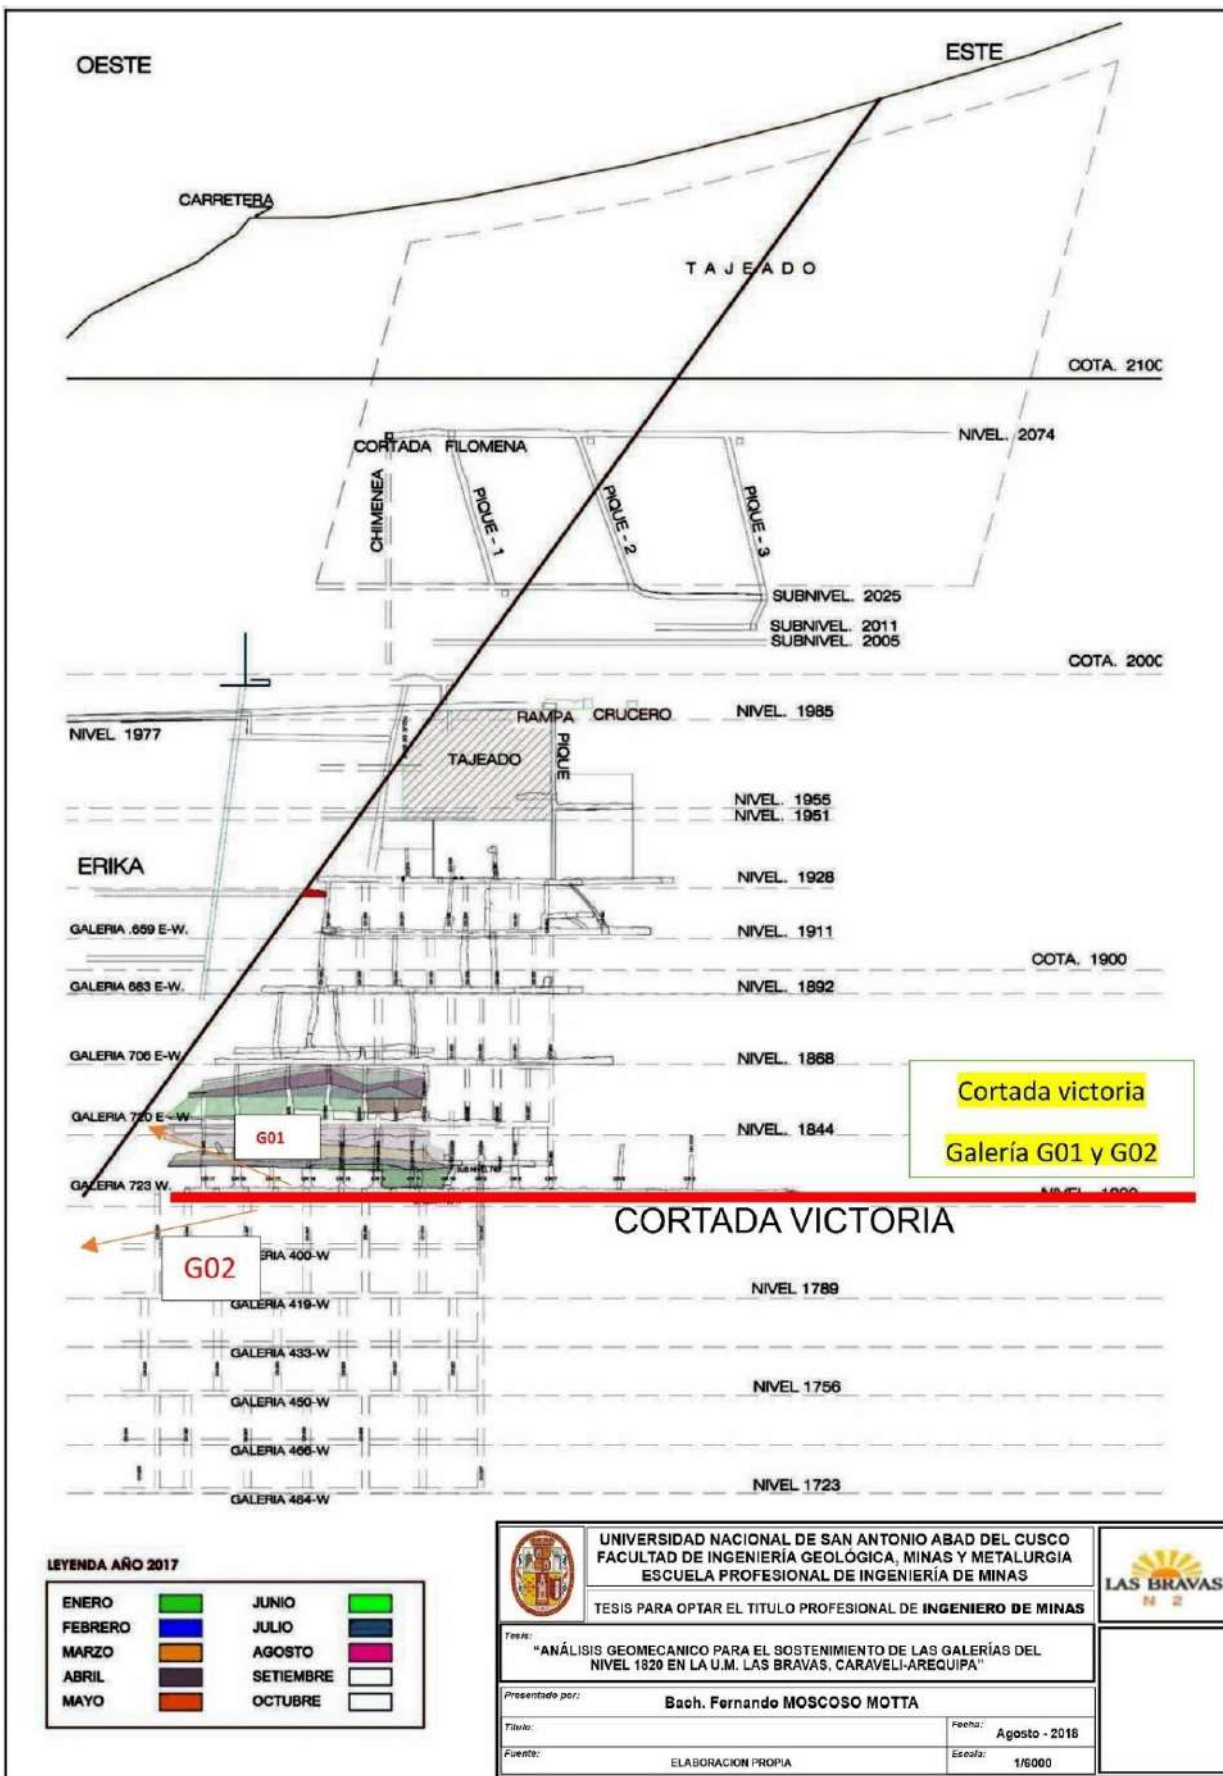 OESTE
ESTE
CARRETERA
TAJEADO
COTA. 2100
CORTADA FILOMENA
NIVEL. 2074
CHIMENEA
PIQUE - 1
PIQUE - 2
PIQUE - 3
SUBNIVEL. 2025
SUBNIVEL. 2011
SUBNIVEL. 2005
COTA. 2000
NIVEL 1977
RAMPA CRUCERO
NIVEL. 1985
TAJEADO
PIQUE
NIVEL. 1955
NIVEL. 1951
ERIKA
NIVEL. 1928
GALERIA .659 E-W.
NIVEL. 1911
COTA. 1900
GALERIA 683 E-W.
NIVEL. 1892
GALERIA 706 E-W.
NIVEL. 1868
Cortada victoria
Galería G01 y G02
GALERIA 720 E - W
G01
NIVEL. 1844
GALERIA 723 W.
CORTADA VICTORIA
G02
ERIA 400-W
NIVEL 1789
GALERIA 419-W
GALERIA 433-W
NIVEL 1756
GALERIA 450-W
GALERIA 466-W
NIVEL 1723
GALERIA 484-W
LEYENDA AÑO 2017
ENERO JUNIO
FEBRERO JULIO
MARZO AGOSTO
ABRIL SETIEMBRE
MAYO OCTUBRE
UNIVERSIDAD NACIONAL DE SAN ANTONIO ABAD DEL CUSCO
FACULTAD DE INGENIERÍA GEOLÓGICA, MINAS Y METALURGIA
ESCUELA PROFESIONAL DE INGENIERÍA DE MINAS
TESIS PARA OPTAR EL TITULO PROFESIONAL DE INGENIERO DE MINAS
LAS BRAVAS
N 2
Tesis:
"ANÁLISIS GEOMECANICO PARA EL SOSTENIMIENTO DE LAS GALERÍAS DEL
NIVEL 1820 EN LA U.M. LAS BRAVAS, CARAVELI-AREQUIPA"
Presentado por: Bach. Fernando MOSCOSO MOTTA
Titulo:
Fecha: Agosto - 2018
Fuente: ELABORACION PROPIA
Escala: 1/6000